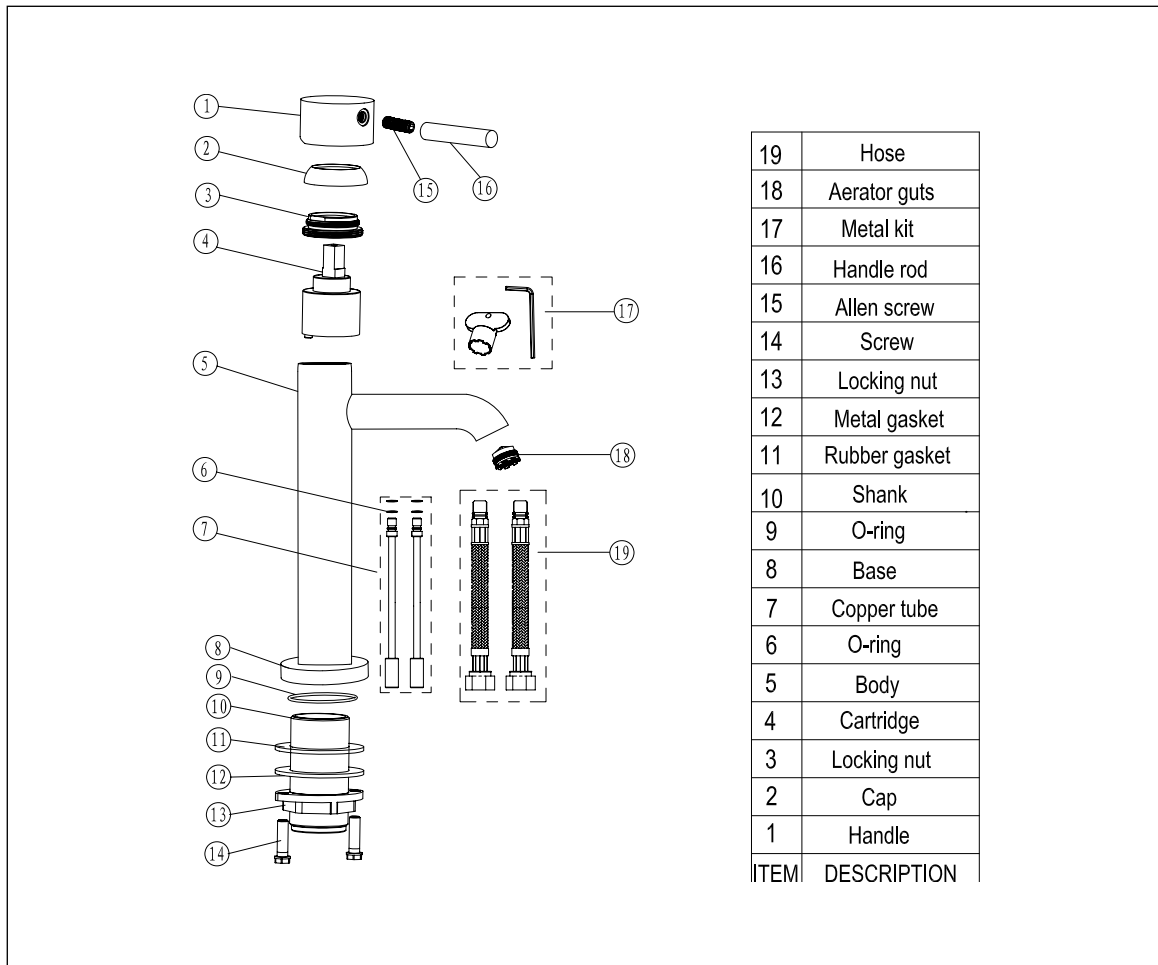 1
2
3
4
15
16
17
5
18
6
7
19
8
9
10
11
12
13
14
19 Hose
18 Aerator guts
17 Metal kit
16 Handle rod
15 Allen screw
14 Screw
13 Locking nut
12 Metal gasket
11 Rubber gasket
10 Shank
9 O-ring
8 Base
7 Copper tube
6 O-ring
5 Body
4 Cartridge
3 Locking nut
2 Cap
1 Handle
ITEM DESCRIPTION